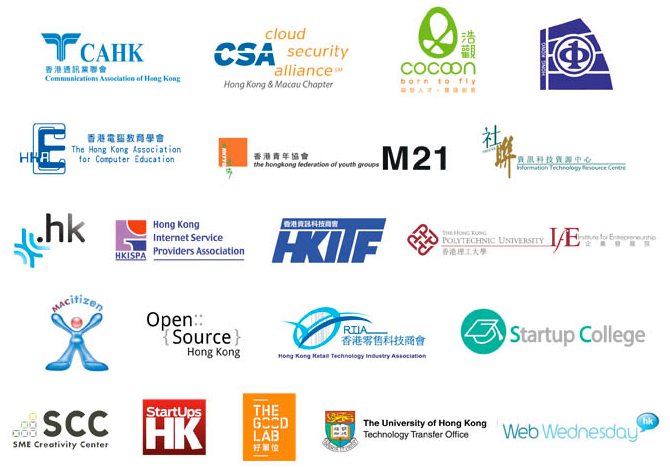 CAHK
香港通訊業聯會
Communications Association of Hong Kong
cloud
CSA security
alliance SM
Hong Kong & Macau Chapter
浩觀
cocoon
born to fly
HONG KONG
香港電腦教育學會
The Hong Kong Association
for Computer Education
香港青年協會
the hongkong federation of youth groups
M21
社聯
資訊科技資源中心
Information Technology Resource Centre
.hk
HKISPA
Hong Kong
Internet Service
Providers Association
香港資訊科技商會
HKITF
THE HONG KONG
POLYTECHNIC UNIVERSITY
香港理工大學
I/E Institute for Entrepreneurship
企業發展院
MACitizen
Open::
{Source}
Hong Kong
RTIA
香港零售科技商會
Hong Kong Retail Technology Industry Association
Startup College
SCC
SME Creativity Center
StartUps
HK
THE
GOOD
LAB
好單位
The University of Hong Kong
Technology Transfer Office
Web Wednesday hk